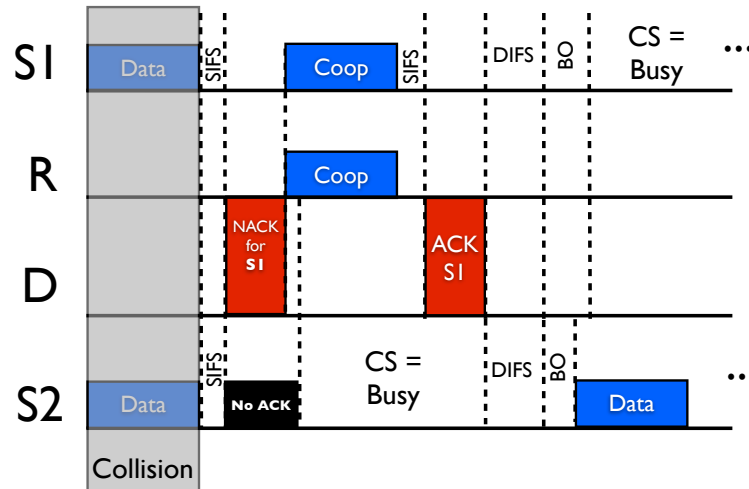 S1
Data
SIFS
Coop
SIFS
DIFS
BO
CS =
Busy
...
R
Coop
D
NACK
for
S1
ACK
S1
S2
Data
SIFS
No ACK
CS =
Busy
DIFS
BO
Data
..
Collision